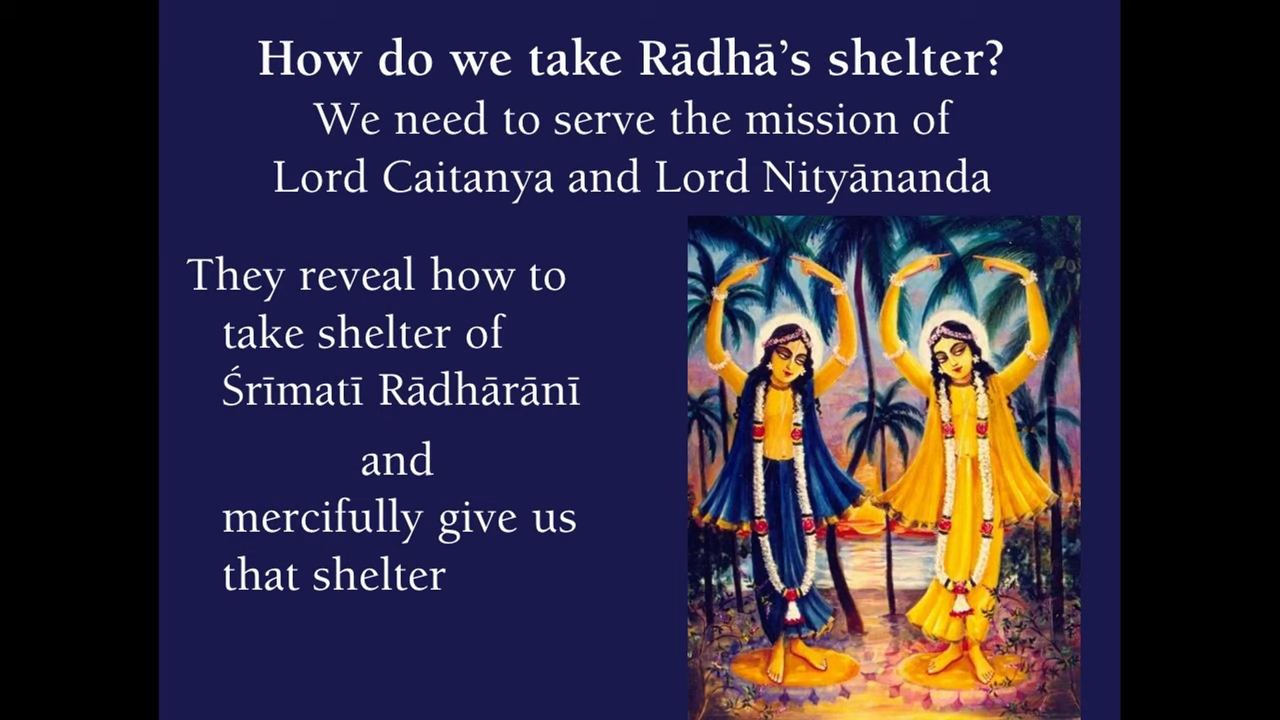 How do we take Rādhā’s shelter?
We need to serve the mission of
Lord Caitanya and Lord Nityānanda
They reveal how to
take shelter of
Śrīmatī Rādhārānī
and
mercifully give us
that shelter